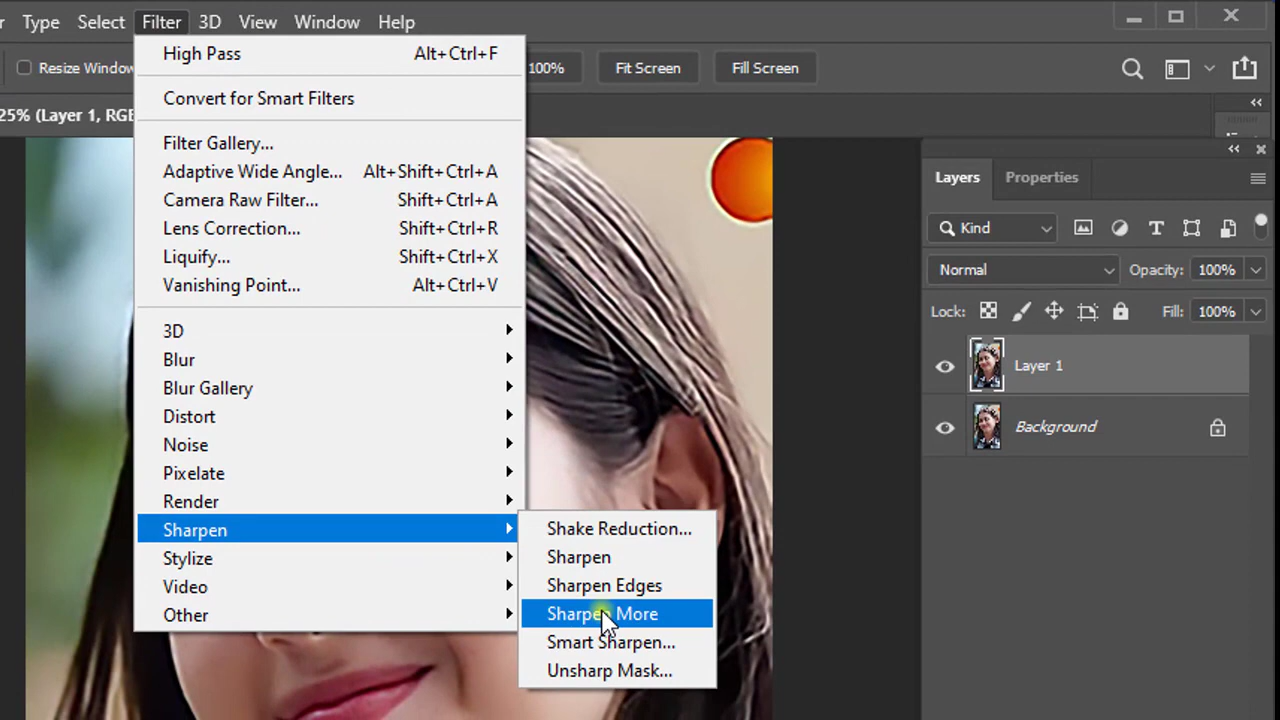 Type Select Filter 3D View Window Help
Resize Window 100% Fit Screen Fill Screen
25% (Layer 1, RGB
High Pass Alt+Ctrl+F
Convert for Smart Filters
Filter Gallery...
Adaptive Wide Angle... Alt+Shift+Ctrl+A
Camera Raw Filter... Shift+Ctrl+A
Lens Correction... Shift+Ctrl+R
Liquify... Shift+Ctrl+X
Vanishing Point... Alt+Ctrl+V
3D
Blur
Blur Gallery
Distort
Noise
Pixelate
Render
Sharpen
Stylize
Video
Other
Shake Reduction...
Sharpen
Sharpen Edges
Sharpen More
Smart Sharpen...
Unsharp Mask...
Layers Properties
Kind
Normal Opacity: 100%
Lock: Fill: 100%
Layer 1
Background